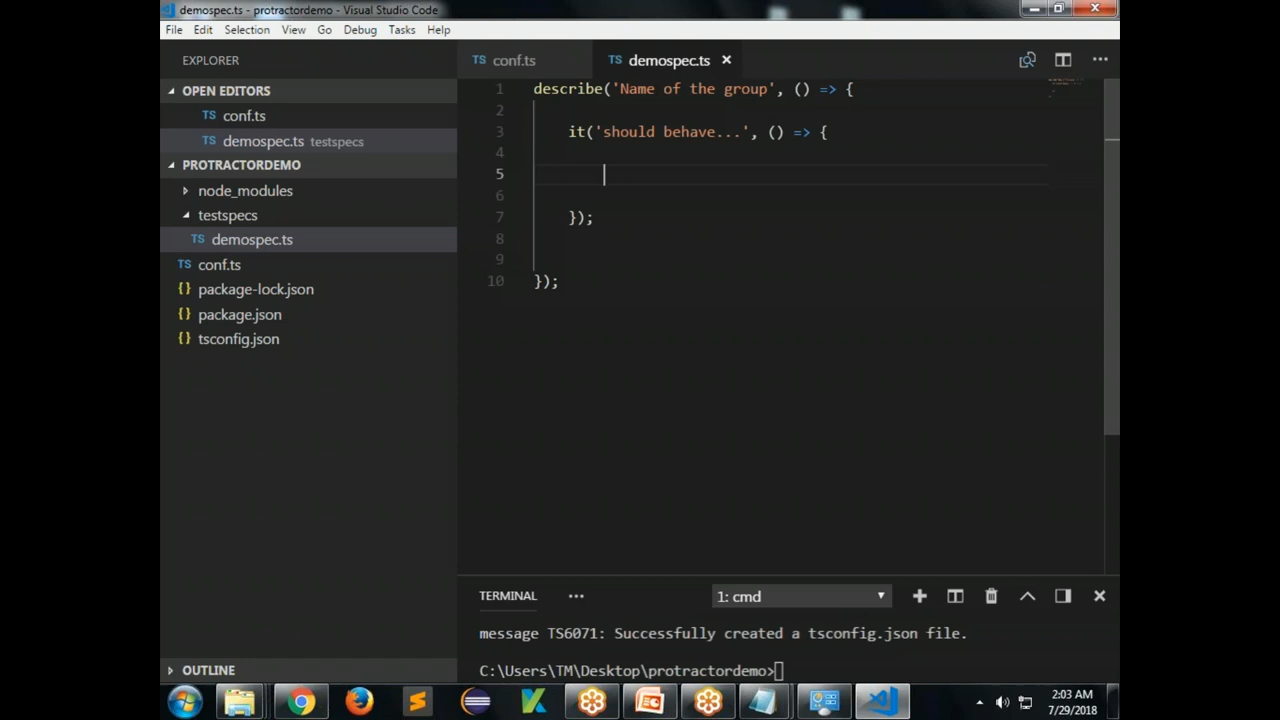 demospec.ts - protractordemo - Visual Studio Code
File Edit Selection View Go Debug Tasks Help
EXPLORER
OPEN EDITORS
TS conf.ts
TS demospec.ts testspecs
PROTRACTORDEMO
node_modules
testspecs
TS demospec.ts
TS conf.ts
{} package-lock.json
{} package.json
{} tsconfig.json
OUTLINE
TS conf.ts TS demospec.ts
1 describe('Name of the group', () => {
2
3 it('should behave...', () => {
4
5
6
7 });
8
9
10 });
TERMINAL ••• 1: cmd
message TS6071: Successfully created a tsconfig.json file.
C:\Users\TM\Desktop\protractordemo>
2:03 AM
7/29/2018